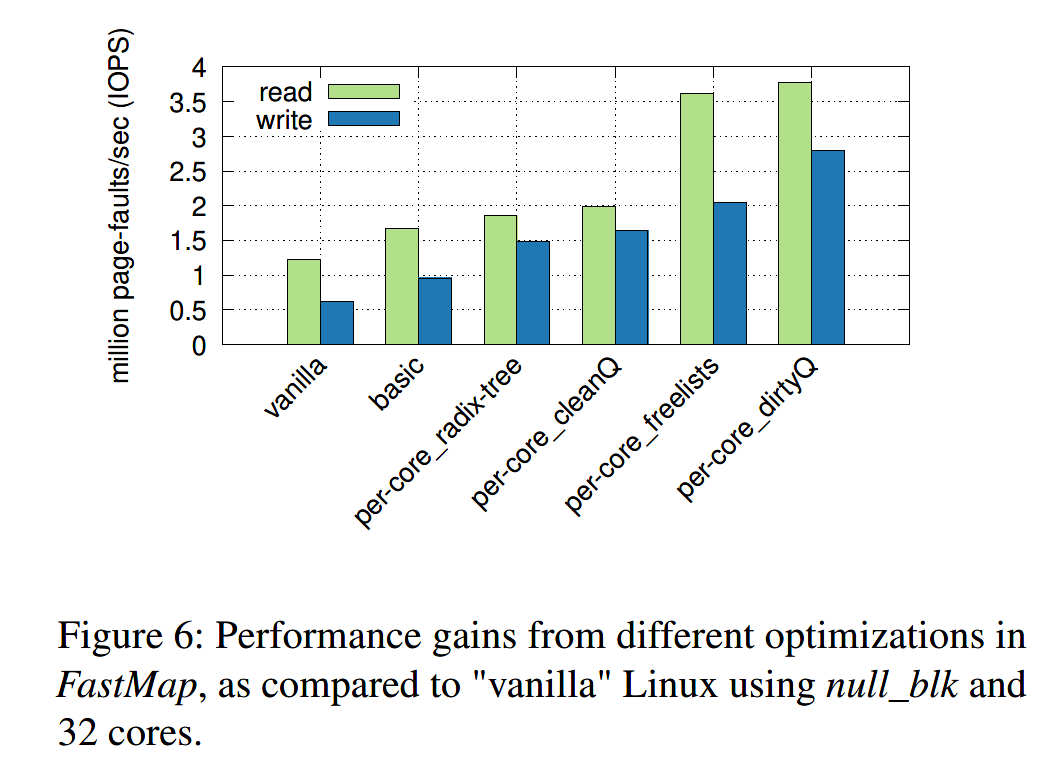 million page-faults/sec (IOPS)
4
3.5
3
2.5
2
1.5
1
0.5
0
read
write
vanilla
basic
per-core_radix-tree
per-core_cleanQ
per-core_freelists
per-core_dirtyQ
Figure 6: Performance gains from different optimizations in
FastMap, as compared to "vanilla" Linux using null_blk and
32 cores.